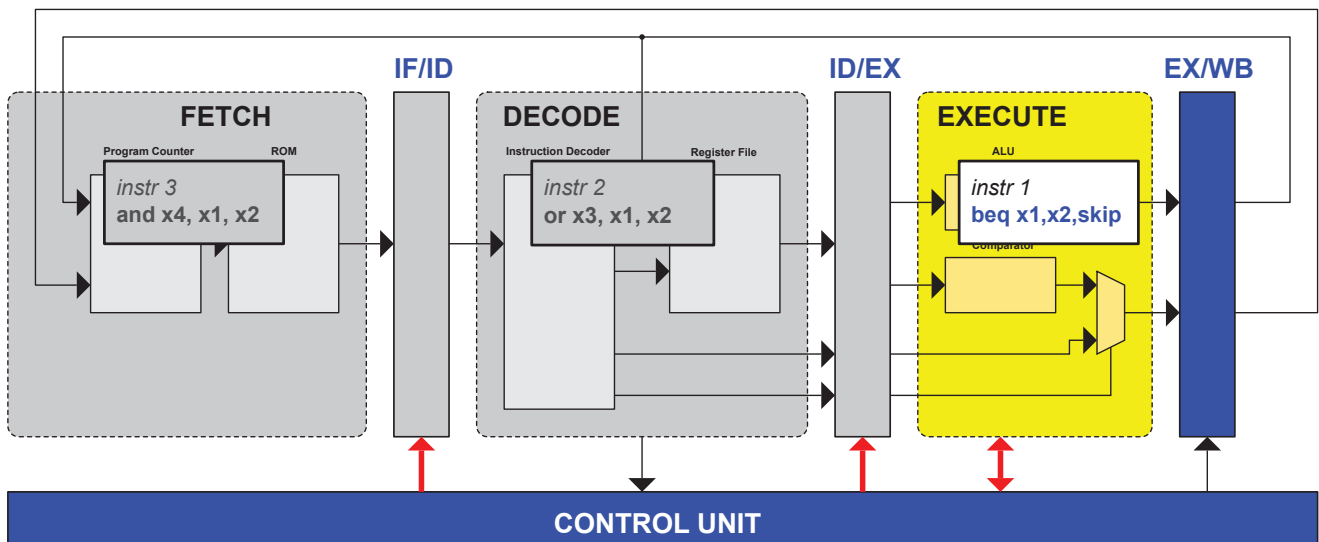 IF/ID
ID/EX
EX/WB
FETCH
DECODE
EXECUTE
Program Counter
ROM
Instruction Decoder
Register File
ALU
instr 3
and x4, x1, x2
instr 2
or x3, x1, x2
instr 1
beq x1,x2,skip
Comparator
CONTROL UNIT